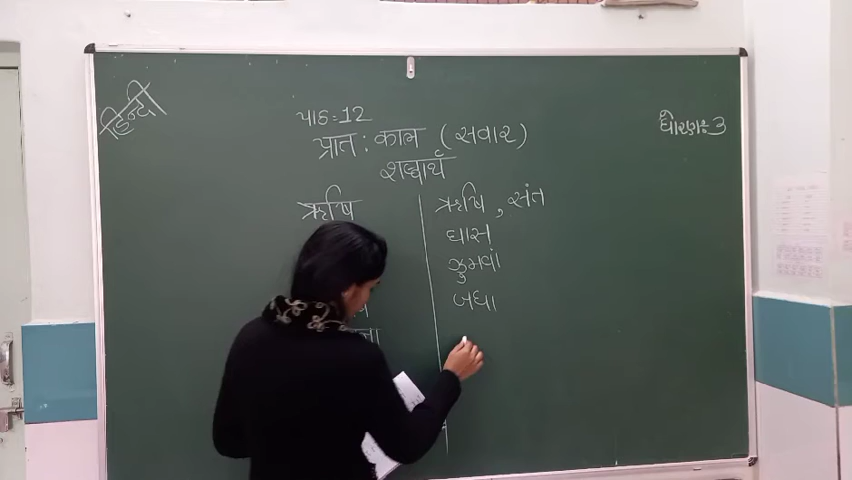 हिन्दी
પાઠ:12
धोરણ: 3
प्रात: काल (સવાર)
शब्दार्थ
ऋषि ઋષિ, સંત
ઘાસ
ઝુમવાં
બધા